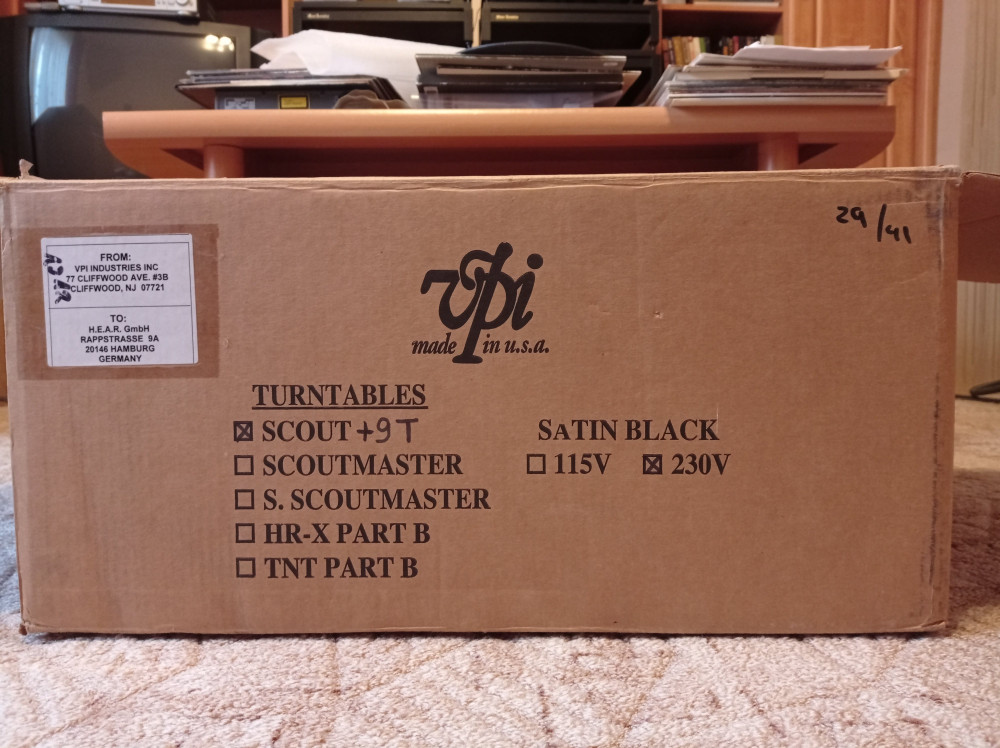 29/41
FROM:
VPI INDUSTRIES INC
77 CLIFFWOOD AVE. #3B
CLIFFWOOD, NJ 07721
TO:
H.E.A.R. GmbH
RAPPSTRASSE 9A
20146 HAMBURG
GERMANY
vpi
made in u.s.a.
TURNTABLES
☒ SCOUT +9T
☐ SCOUTMASTER
☐ S. SCOUTMASTER
☐ HR-X PART B
☐ TNT PART B
SATIN BLACK
☐ 115V ☒ 230V